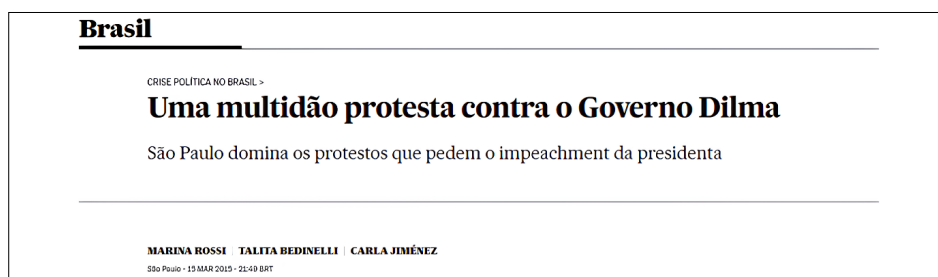 Brasil
CRISE POLÍTICA NO BRASIL >
Uma multidão protesta contra o Governo Dilma
São Paulo domina os protestos que pedem o impeachment da presidenta
MARINA ROSSI | TALITA BEDINELLI | CARLA JIMÉNEZ
São Paulo - 15 MAR 2015 - 21:49 BRT